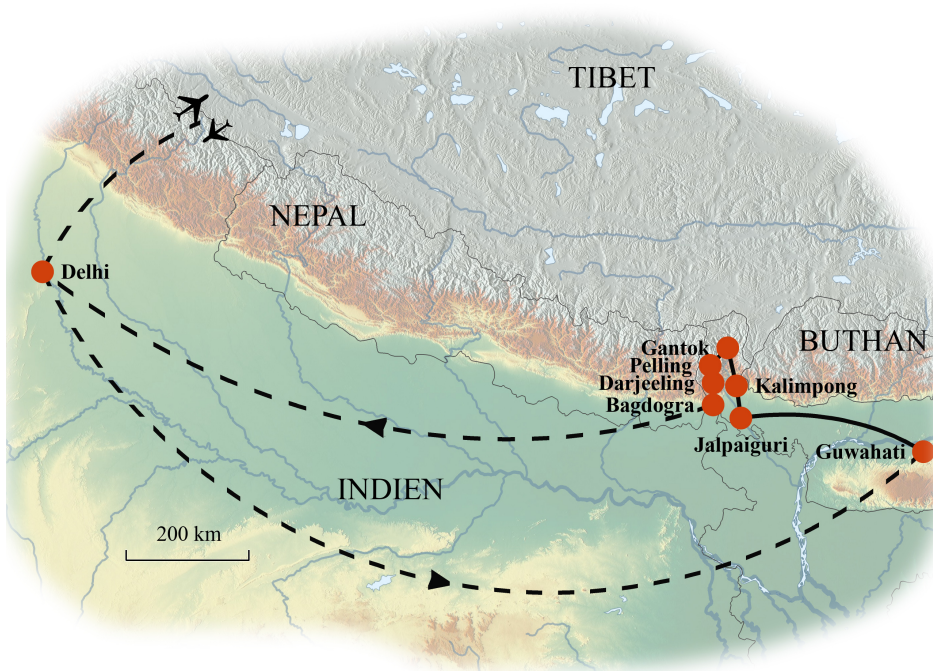 TIBET
NEPAL
Delhi
BUTHAN
Gantok
Pelling
Darjeeling
Kalimpong
Bagdogra
Jalpaiguri
Guwahati
INDIEN
200 km